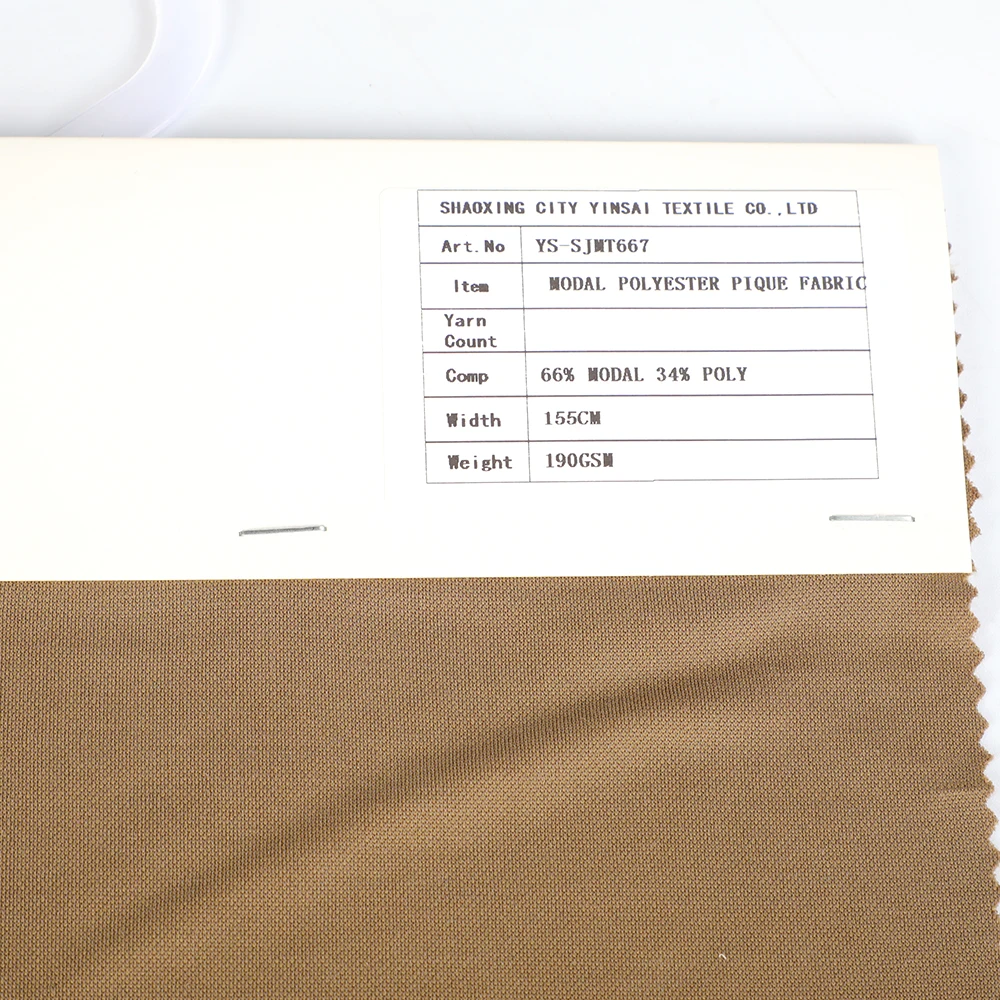 SHAOXING CITY YINSAI TEXTILE CO.,LTD
Art.No YS-SJMT667
Item MODAL POLYESTER PIQUE FABRIC
Yarn
Count
Comp 66% MODAL 34% POLY
Width 155CM
Weight 190GSM